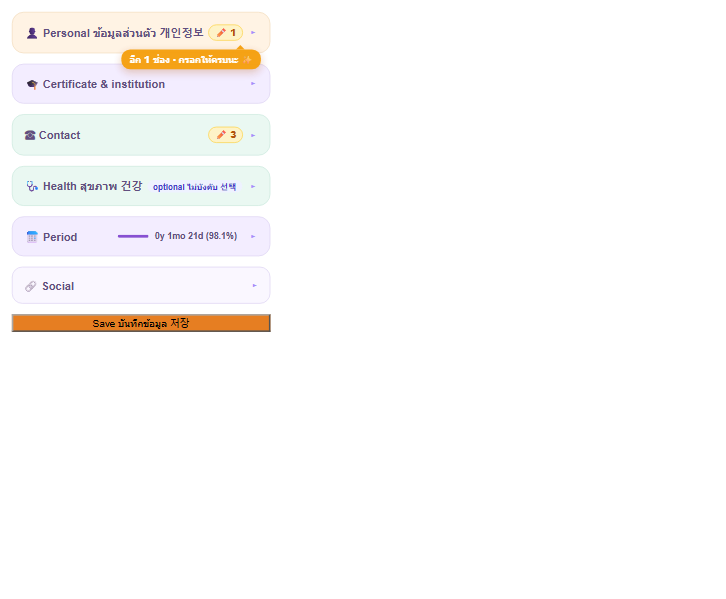 Personal ข้อมูลส่วนตัว 개인정보 1
อีก 1 ช่อง - กรอกให้ครบนะ
Certificate & institution
Contact 3
Health สุขภาพ 건강 optional ไม่บังคับ 선택
Period 0y 1mo 21d (98.1%)
Social
Save บันทึกข้อมูล 저장